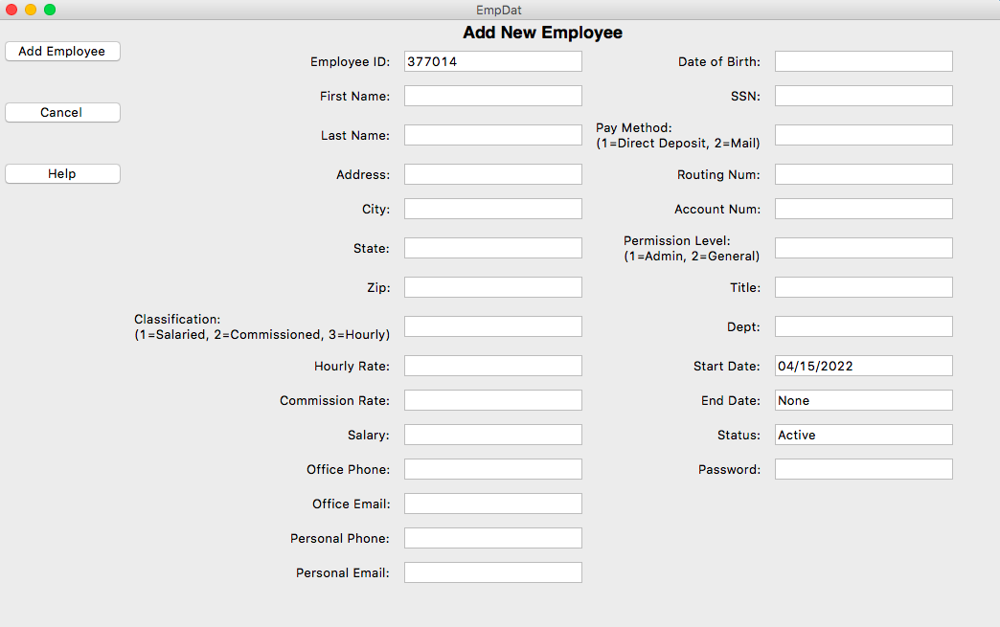 EmpDat
Add New Employee
Add Employee
Cancel
Help
Employee ID: 377014
First Name:
Last Name:
Address:
City:
State:
Zip:
Classification:
(1=Salaried, 2=Commissioned, 3=Hourly)
Hourly Rate:
Commission Rate:
Salary:
Office Phone:
Office Email:
Personal Phone:
Personal Email:
Date of Birth:
SSN:
Pay Method:
(1=Direct Deposit, 2=Mail)
Routing Num:
Account Num:
Permission Level:
(1=Admin, 2=General)
Title:
Dept:
Start Date: 04/15/2022
End Date: None
Status: Active
Password: